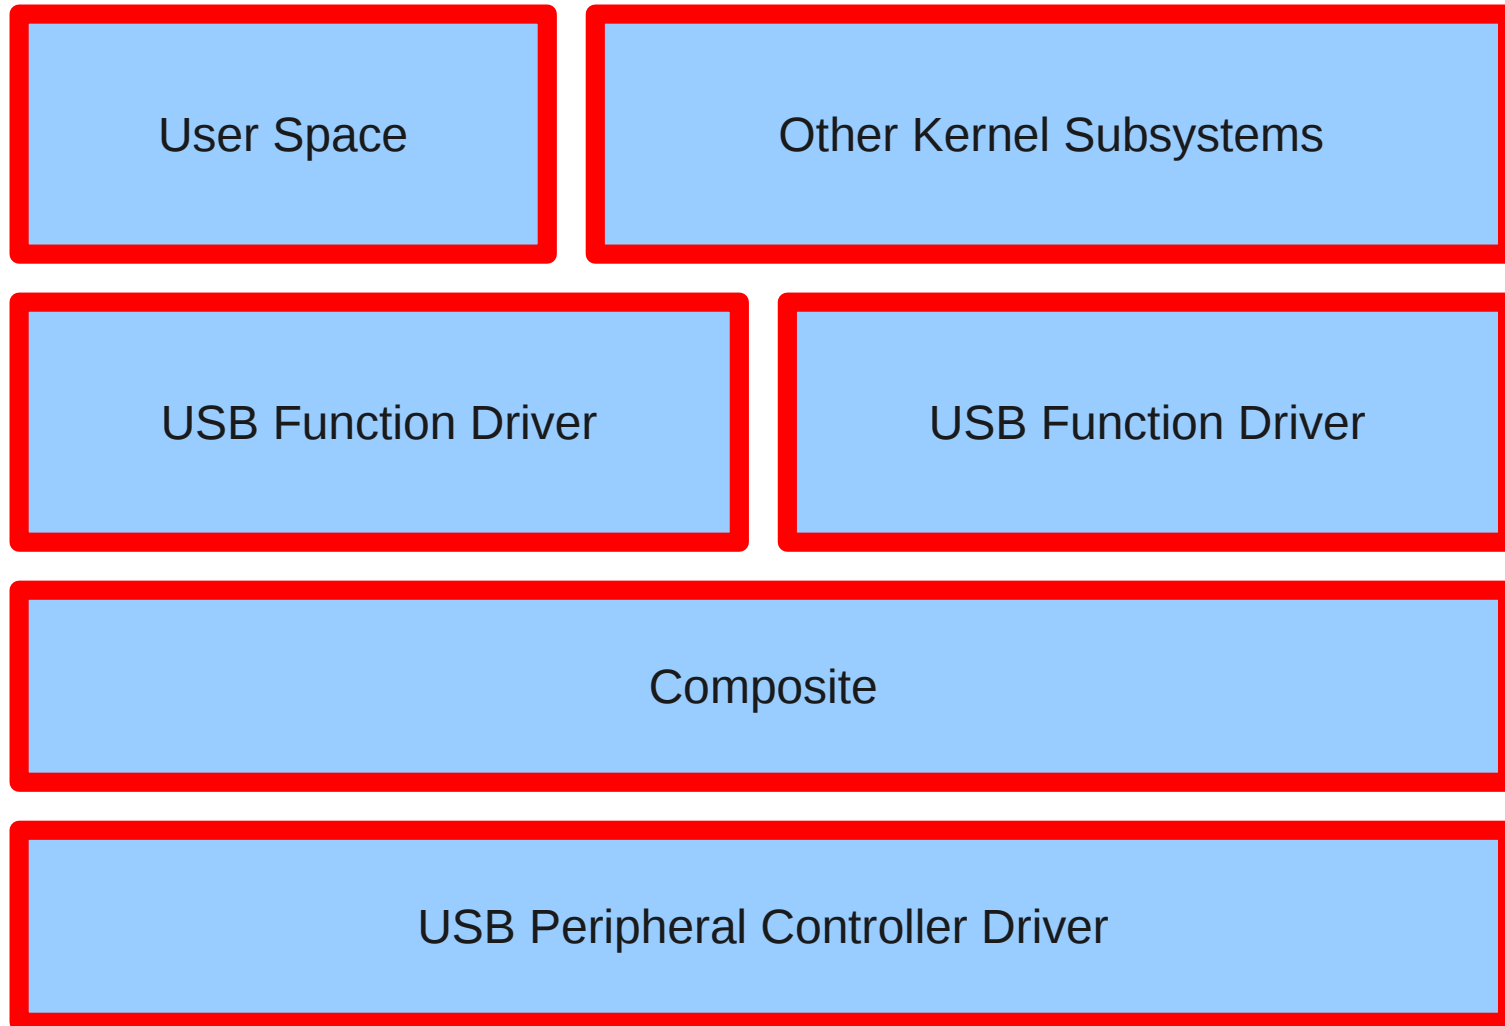 User Space
Other Kernel Subsystems
USB Function Driver
USB Function Driver
Composite
USB Peripheral Controller Driver